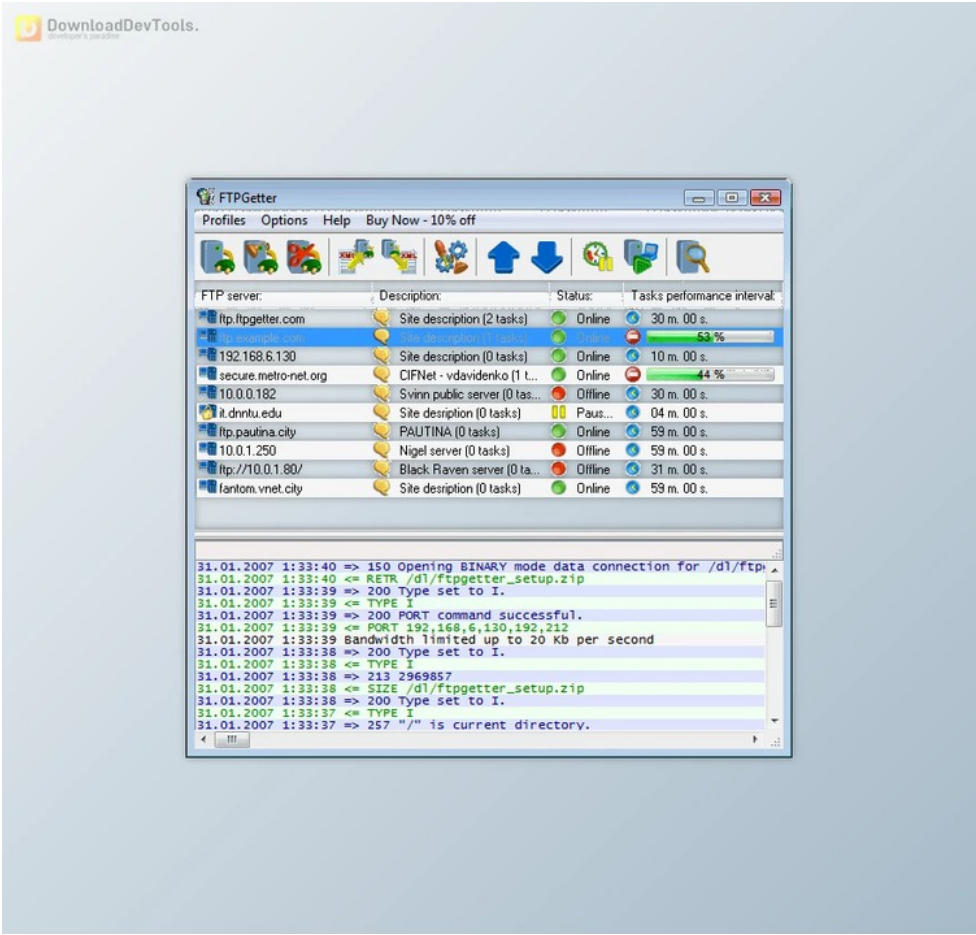 DownloadDevTools.
developer's paradise
FTPGetter
Profiles Options Help Buy Now - 10% off
FTP server: Description: Status: Tasks performance interval:
ftp.ftpgetter.com Site description (2 tasks) Online 30 m. 00 s.
ftp.example.com Site description (1 tasks) Online 53 %
192.168.6.130 Site desription (0 tasks) Online 10 m. 00 s.
secure.metro-net.org CIFNet - vdavidenko (1 t... Online 44 %
10.0.0.182 Svinn public server (0 tas... Offline 30 m. 00 s.
it.dnntu.edu Site desription (0 tasks) Paus... 04 m. 00 s.
ftp.pautina.city PAUTINA (0 tasks) Online 59 m. 00 s.
10.0.1.250 Nigel server (0 tasks) Offline 59 m. 00 s.
ftp://10.0.1.80/ Black Raven server (0 ta... Offline 31 m. 00 s.
fantom.vnet.city Site desription (0 tasks) Online 59 m. 00 s.
31.01.2007 1:33:40 => 150 Opening BINARY mode data connection for /dl/ftpg
31.01.2007 1:33:40 <= RETR /dl/ftpgetter_setup.zip
31.01.2007 1:33:39 => 200 Type set to I.
31.01.2007 1:33:39 <= TYPE I
31.01.2007 1:33:39 => 200 PORT command successful.
31.01.2007 1:33:39 <= PORT 192,168,6,130,192,212
31.01.2007 1:33:39 Bandwidth limited up to 20 Kb per second
31.01.2007 1:33:38 => 200 Type set to I.
31.01.2007 1:33:38 <= TYPE I
31.01.2007 1:33:38 => 213 2969857
31.01.2007 1:33:38 <= SIZE /dl/ftpgetter_setup.zip
31.01.2007 1:33:38 => 200 Type set to I.
31.01.2007 1:33:37 <= TYPE I
31.01.2007 1:33:37 => 257 "/" is current directory.